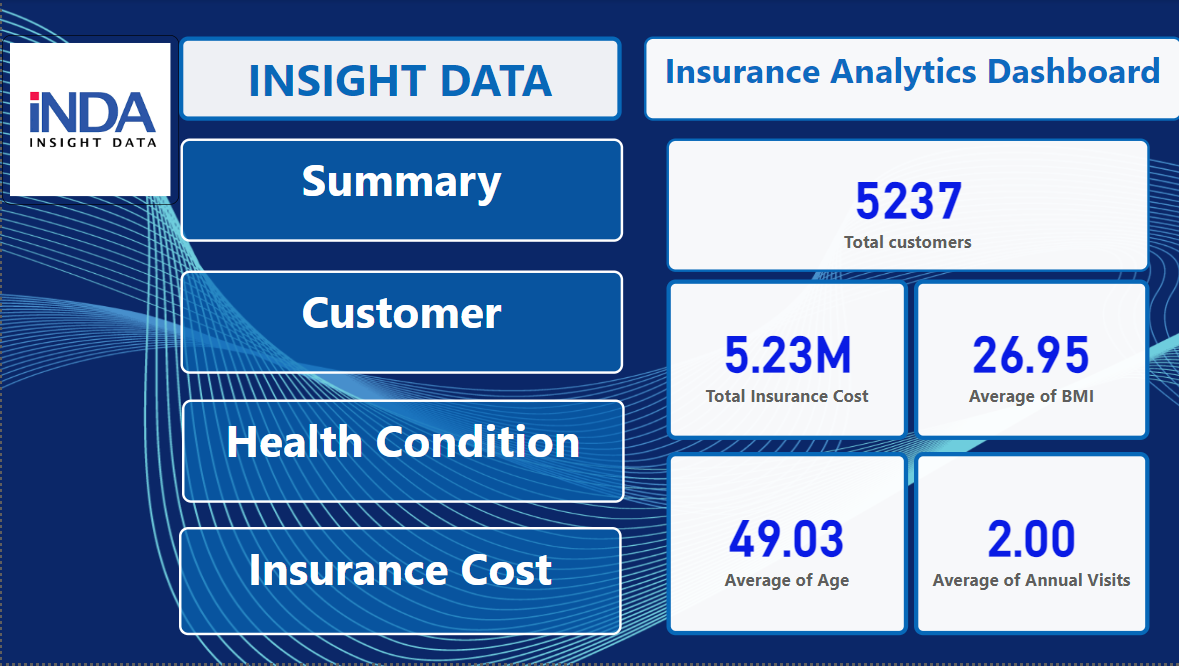 iNDA
INSIGHT DATA
INSIGHT DATA
Insurance Analytics Dashboard
Summary
Customer
Health Condition
Insurance Cost
5237
Total customers
5.23M
Total Insurance Cost
26.95
Average of BMI
49.03
Average of Age
2.00
Average of Annual Visits